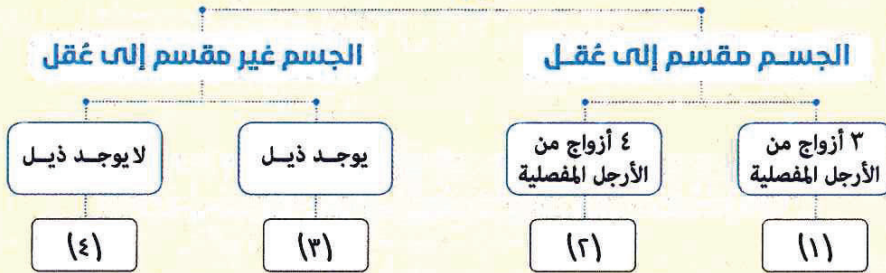 الجسم مقسم إلى عُقل
الجسم غير مقسم إلى عُقل
٣ أزواج من
الأرجل المفصلية
٤ أزواج من
الأرجل المفصلية
يوجد ذيل
لا يوجد ذيل
(١)
(٢)
(٣)
(٤)